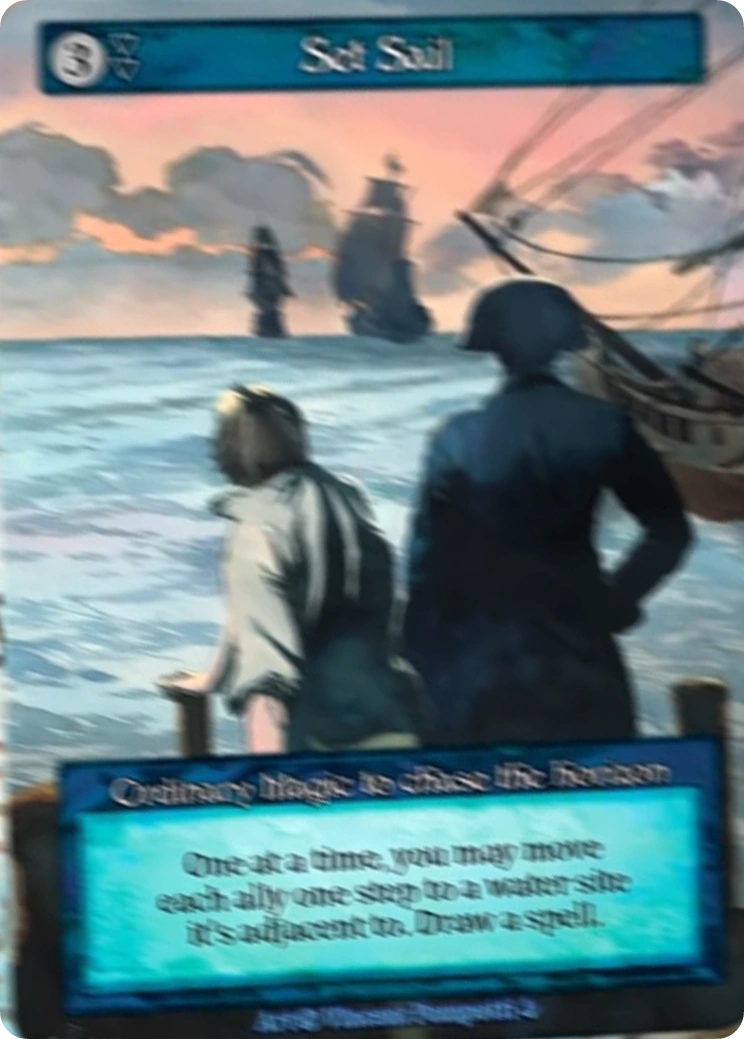 3 Set Sail
Ordinary Magic to chase the horizon
One at a time, you may move
each ally one step to a water site
it's adjacent to. Draw a spell.
Art @